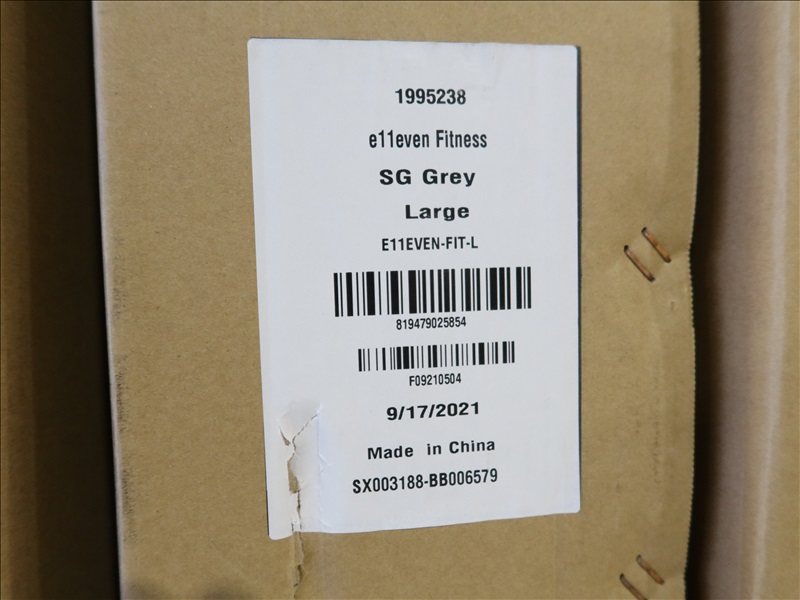 1995238
e11even Fitness
SG Grey
Large
E11EVEN-FIT-L
819479025854
F09210504
9/17/2021
Made in China
SX003188-BB006579